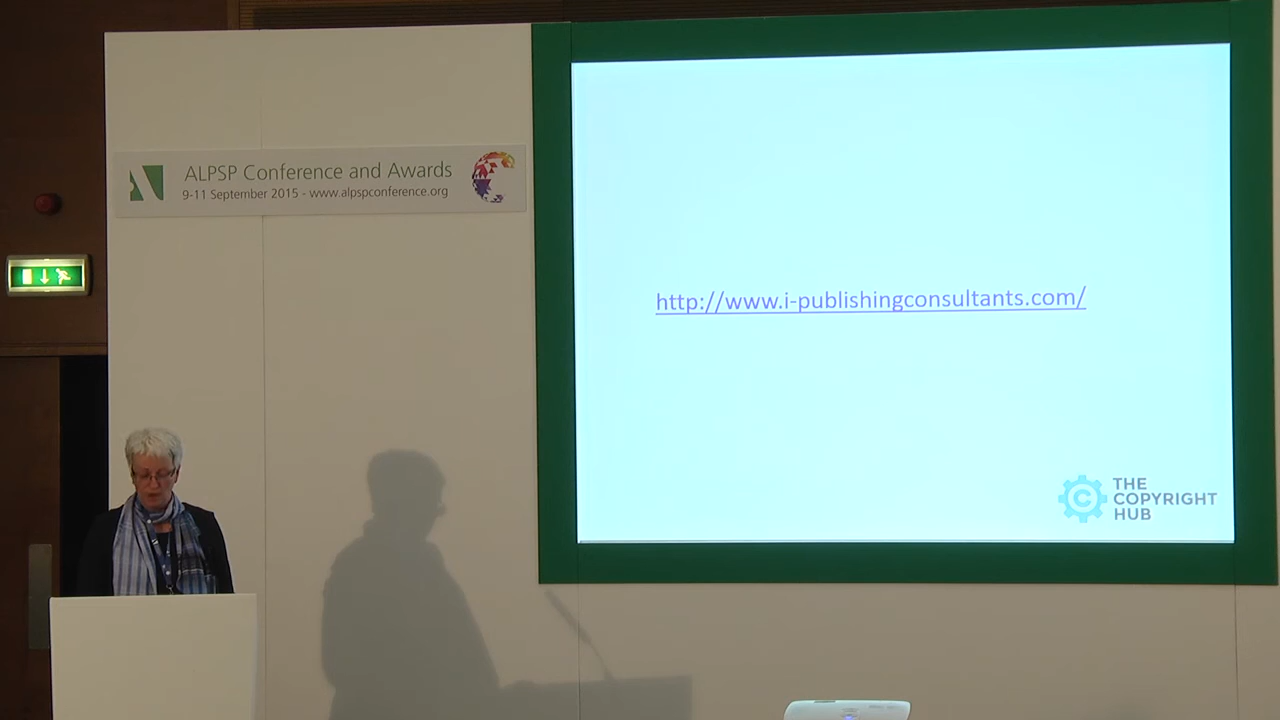 ALPSP Conference and Awards
9-11 September 2015 - www.alpspconference.org
http://www.i-publishingconsultants.com/
THE
COPYRIGHT
HUB